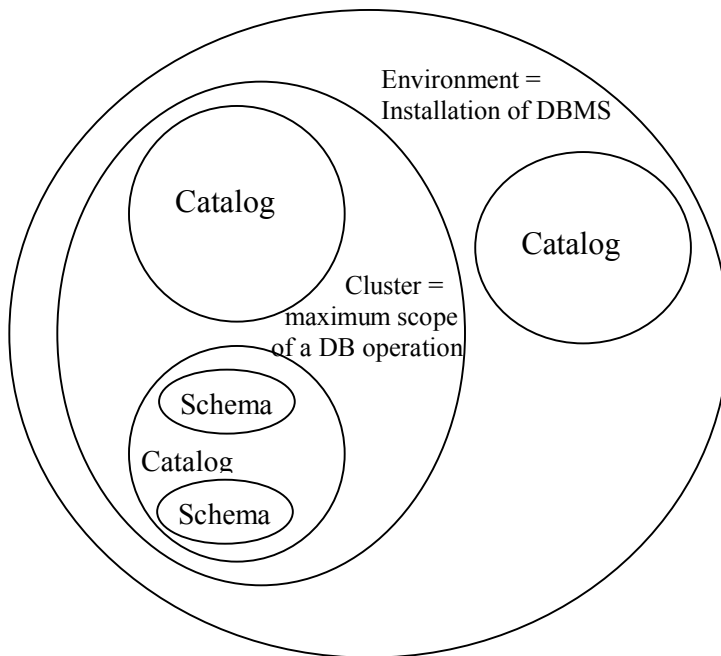 Environment =
Installation of DBMS
Catalog
Catalog
Cluster =
maximum scope
of a DB operation
Schema
Catalog
Schema